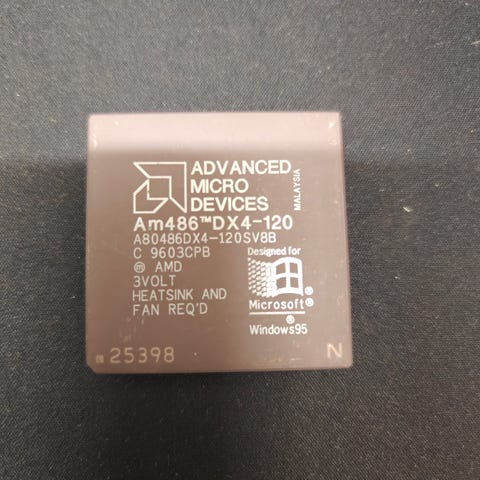 ADVANCED
MICRO
DEVICES
MALAYSIA
Am486™DX4-120
A80486DX4-120SV8B
C 9603CPB
ⓜ AMD
3VOLT
HEATSINK AND
FAN REQ'D
Designed for
®
Microsoft®
®
Windows95
25398
N